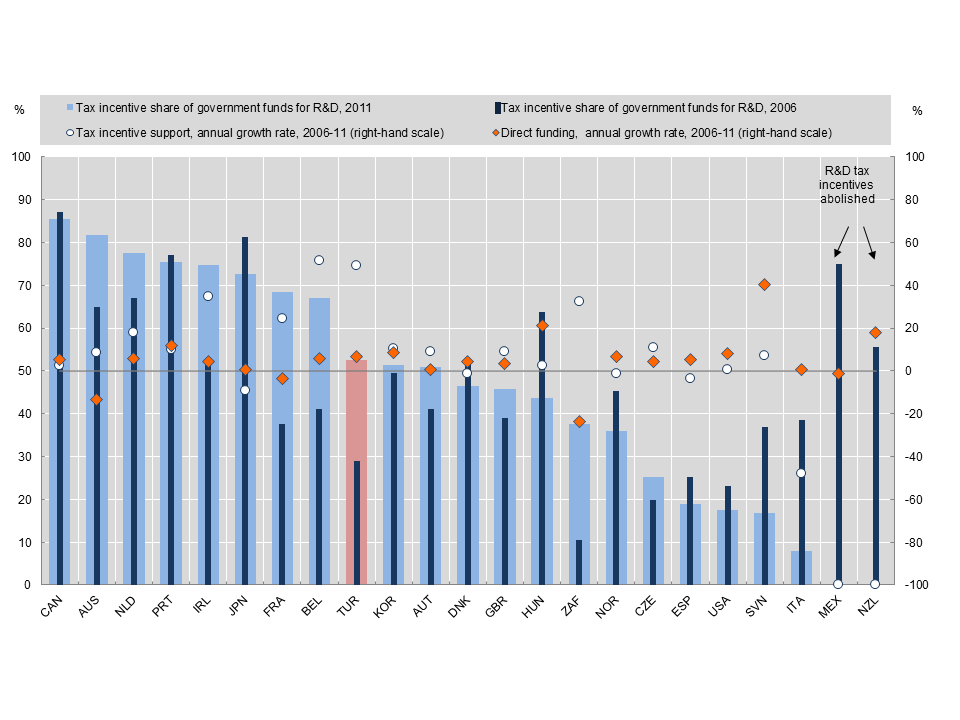 %
%
Tax incentive share of government funds for R&D, 2011
Tax incentive share of government funds for R&D, 2006
Tax incentive support, annual growth rate, 2006-11 (right-hand scale)
Direct funding,  annual growth rate, 2006-11 (right-hand scale)
100
90
80
70
60
50
40
30
20
10
0
100
80
60
40
20
0
-20
-40
-60
-80
-100
R&D tax
incentives
abolished
CAN
AUS
NLD
PRT
IRL
JPN
FRA
BEL
TUR
KOR
AUT
DNK
GBR
HUN
ZAF
NOR
CZE
ESP
USA
SVN
ITA
MEX
NZL